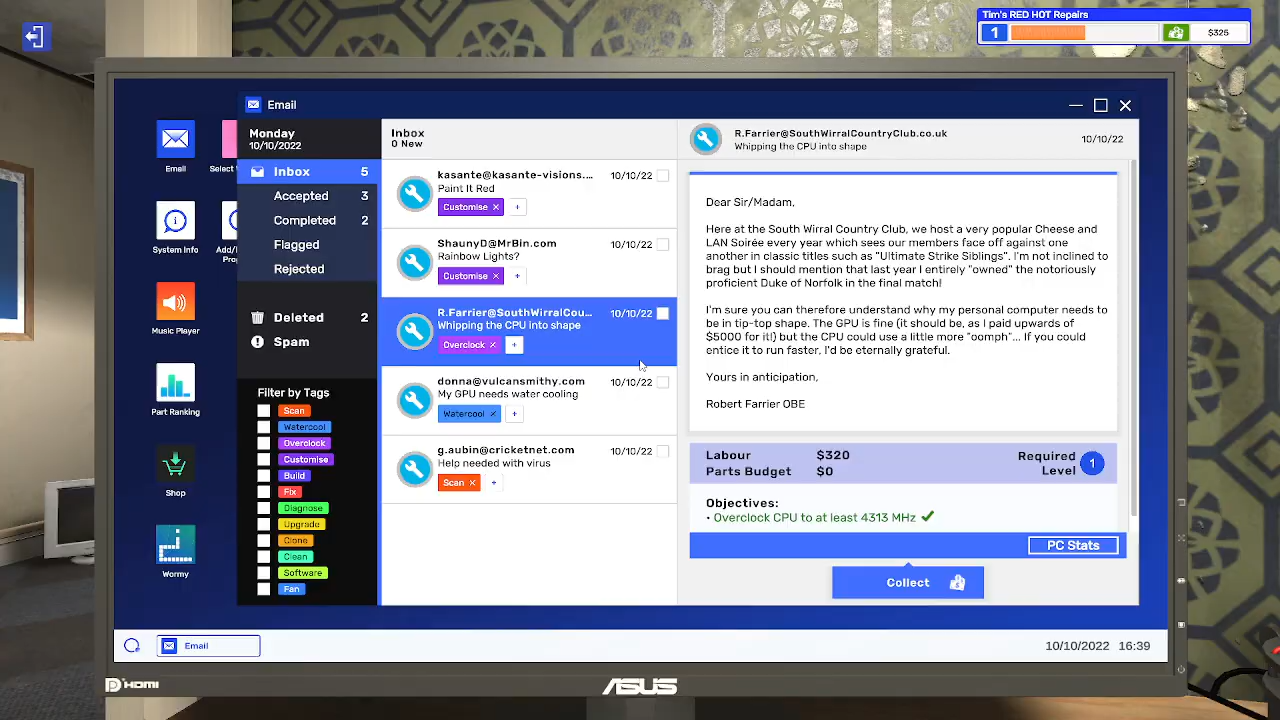 Tim's RED HOT Repairs
1
$325
Email
Monday
10/10/2022
Inbox 5
Accepted 3
Completed 2
Flagged
Rejected
Deleted 2
Spam
Filter by Tags
Scan
Watercool
Overclock
Customise
Build
Fix
Diagnose
Upgrade
Clone
Clean
Software
Fan
Inbox
0 New
kasante@kasante-visions.... 10/10/22
Paint It Red
Customise × +
ShaunyD@MrBin.com 10/10/22
Rainbow Lights?
Customise × +
R.Farrier@SouthWirralCou... 10/10/22
Whipping the CPU into shape
Overclock × +
donna@vulcansmithy.com 10/10/22
My GPU needs water cooling
Watercool × +
g.aubin@cricketnet.com 10/10/22
Help needed with virus
Scan × +
R.Farrier@SouthWirralCountryClub.co.uk 10/10/22
Whipping the CPU into shape
Dear Sir/Madam,
Here at the South Wirral Country Club, we host a very popular Cheese and
LAN Soirée every year which sees our members face off against one
another in classic titles such as "Ultimate Strike Siblings". I'm not inclined to
brag but I should mention that last year I entirely "owned" the notoriously
proficient Duke of Norfolk in the final match!
I'm sure you can therefore understand why my personal computer needs to
be in tip-top shape. The GPU is fine (it should be, as I paid upwards of
$5000 for it!) but the CPU could use a little more "oomph"... If you could
entice it to run faster, I'd be eternally grateful.
Yours in anticipation,
Robert Farrier OBE
Labour $320
Parts Budget $0
Required
Level 1
Objectives:
• Overclock CPU to at least 4313 MHz ✓
PC Stats
Collect
Email
Select
System Info
Add/
Music Player
Part Ranking
Shop
Wormy
Email
10/10/2022 16:39
HDMI
ASUS